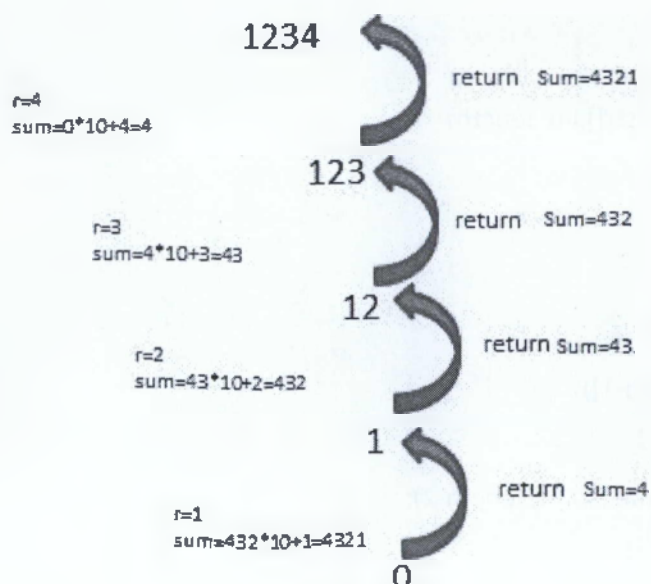 1234
return Sum=4321
r=4
sum=0*10+4=4
123
r=3
sum=4*10+3=43
return Sum=432
12
r=2
sum=43*10+2=432
return Sum=43.
1
return Sum=4
r=1
sum=432*10+1=4321
0